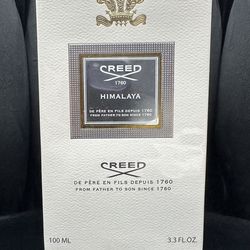 CREED
1760
HIMALAYA
DE PÈRE EN FILS DEPUIS 1760
FROM FATHER TO SON SINCE 1760
CREED
DE PÈRE EN FILS DEPUIS 1760
FROM FATHER TO SON SINCE 1760
100 ML 3.3 FL.OZ.